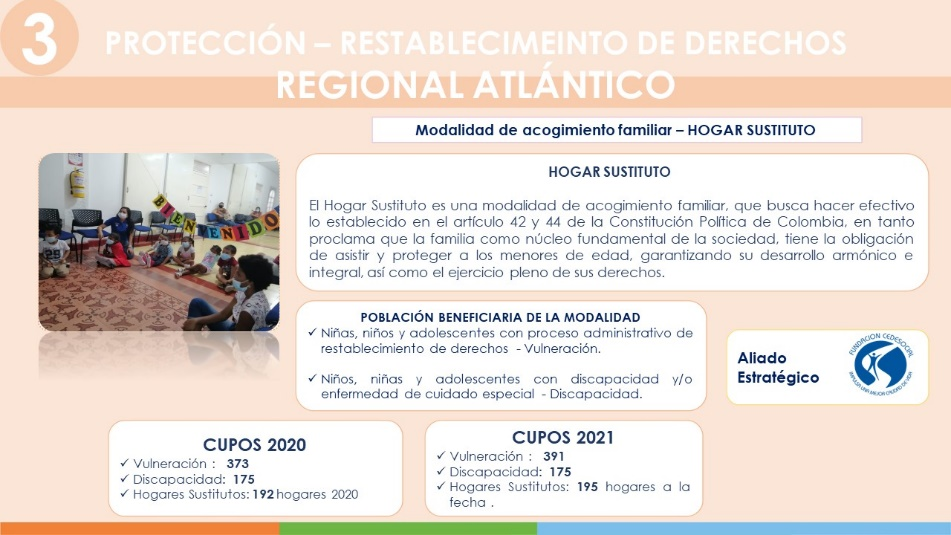 3
PROTECCIÓN – RESTABLECIMEINTO DE DERECHOS
REGIONAL ATLÁNTICO
Modalidad de acogimiento familiar – HOGAR SUSTITUTO
BIENVENIDO
HOGAR SUSTITUTO
El Hogar Sustituto es una modalidad de acogimiento familiar, que busca hacer efectivo
lo establecido en el artículo 42 y 44 de la Constitución Política de Colombia, en tanto
proclama que la familia como núcleo fundamental de la sociedad, tiene la obligación
de asistir y proteger a los menores de edad, garantizando su desarrollo armónico e
integral, así como el ejercicio pleno de sus derechos.
POBLACIÓN BENEFICIARIA DE LA MODALIDAD
✓ Niñas, niños y adolescentes con proceso administrativo de
restablecimiento de derechos - Vulneración.
✓ Niños, niñas y adolescentes con discapacidad y/o
enfermedad de cuidado especial - Discapacidad.
Aliado
Estratégico
FUNDACION CEDESOCIAL
CUPOS 2020
✓ Vulneración : 373
✓ Discapacidad: 175
✓ Hogares Sustitutos: 192 hogares 2020
CUPOS 2021
✓ Vulneración : 391
✓ Discapacidad: 175
✓ Hogares Sustitutos: 195 hogares a la
fecha .